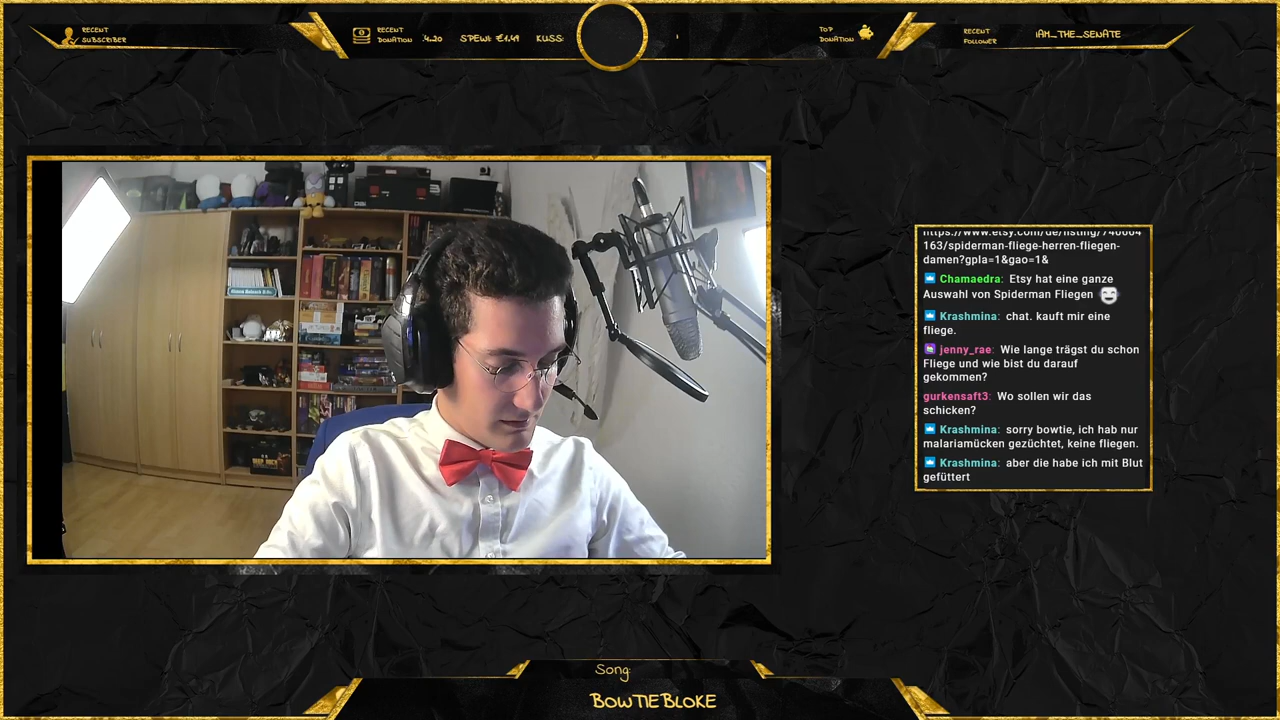 RECENT
SUBSCRIBER
RECENT
DONATION
4.20 SPEWI: €1.49 KUSS:
TOP
DONATION
RECENT
FOLLOWER
IAM_THE_SENATE
163/spiderman-fliege-herren-fliegen-
damen?gpla=1&gao=1&
Chamaedra: Etsy hat eine ganze
Auswahl von Spiderman Fliegen
Krashmina: chat. kauft mir eine
fliege.
jenny_rae: Wie lange trägst du schon
Fliege und wie bist du darauf
gekommen?
gurkensaft3: Wo sollen wir das
schicken?
Krashmina: sorry bowtie, ich hab nur
malariamücken gezüchtet, keine fliegen.
Krashmina: aber die habe ich mit Blut
gefüttert
Song:
BOWTIEBLOKE